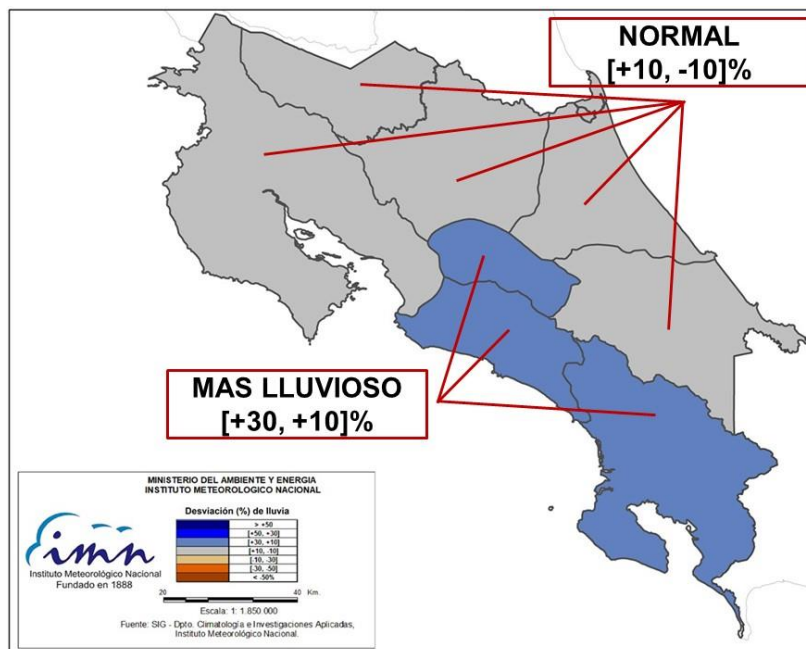 NORMAL
[+10, -10]%
MAS LLUVIOSO
[+30, +10]%
MINISTERIO DEL AMBIENTE Y ENERGIA
INSTITUTO METEOROLOGICO NACIONAL
imn
Instituto Meteorológico Nacional
Fundado en 1888
Desviación (%) de lluvia
> +50
[+50, +30]
[+30, +10]
[+10, -10]
[-10, -30]
[-30, -50]
< -50%
20 0 40 Km.
Escala: 1: 1.850.000
Fuente: SIG - Dpto. Climatología e Investigaciones Aplicadas,
Instituto Meteorológico Nacional.